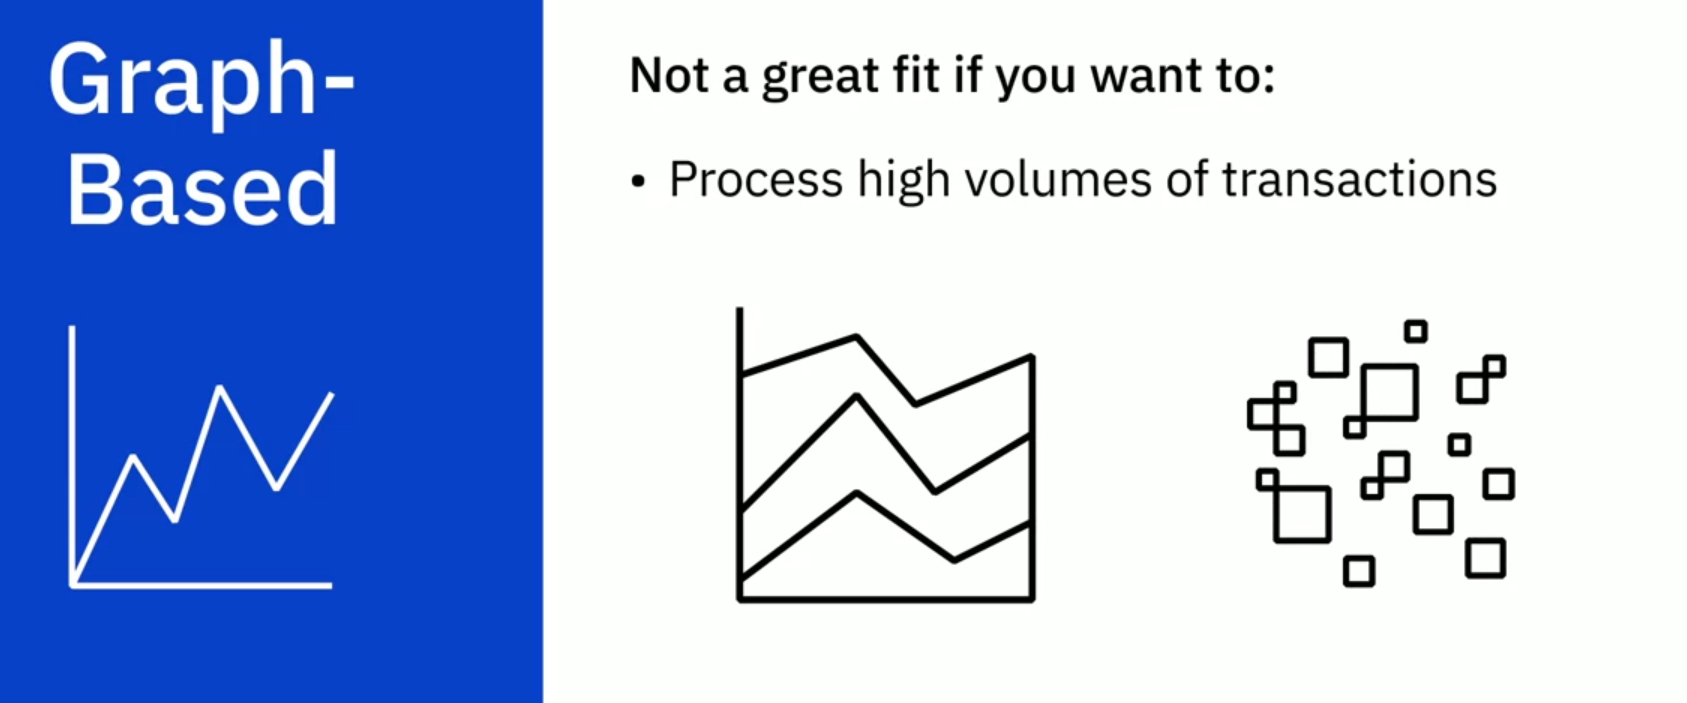 Graph-
Based
Not a great fit if you want to:
• Process high volumes of transactions